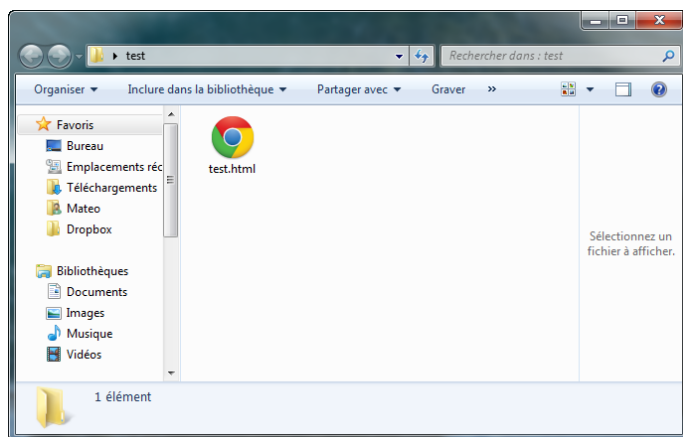 test
Rechercher dans : test
Organiser Inclure dans la bibliothèque Partager avec Graver »
Favoris
Bureau
Emplacements réc
Téléchargements
Mateo
Dropbox
Bibliothèques
Documents
Images
Musique
Vidéos
test.html
Sélectionnez un
fichier à afficher.
1 élément